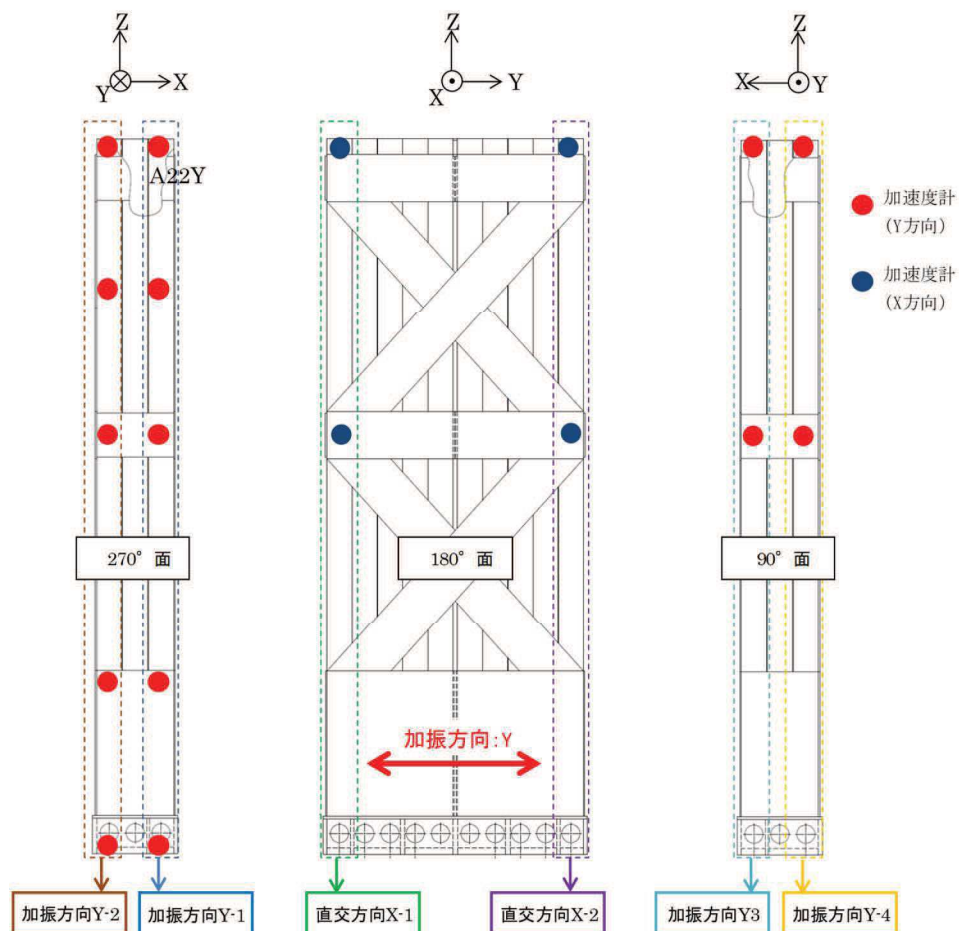 Z
Y
X
Z
X
Y
Z
X
Y
A22Y
加速度計
(Y方向)
加速度計
(X方向)
270° 面
180° 面
90° 面
加振方向:Y
加振方向Y-2
加振方向Y-1
直交方向X-1
直交方向X-2
加振方向Y3
加振方向Y-4